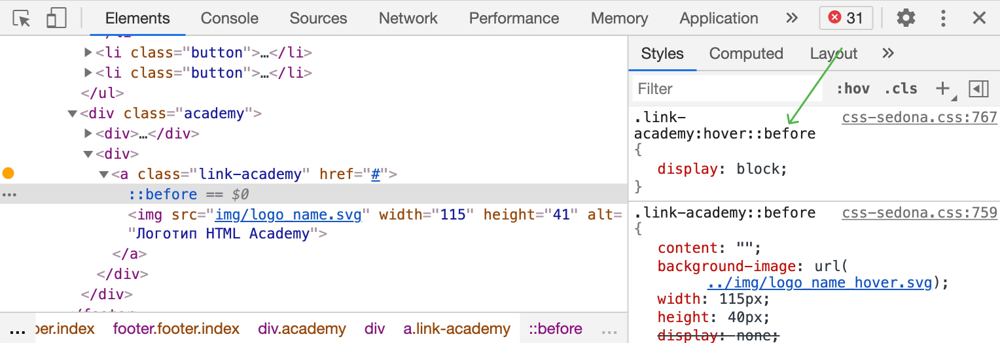 Elements Console Sources Network Performance Memory Application » 31
<li class="button">…</li>
<li class="button">…</li>
</ul>
<div class="academy">
<div>…</div>
<div>
<a class="link-academy" href="#">
::before == $0
<img src="img/logo_name.svg" width="115" height="41" alt=
"Логотип HTML Academy">
</a>
</div>
</div>
... per.index footer.footer.index div.academy div a.link-academy ::before ...
Styles Computed Layout »
Filter :hov .cls +
.link- css-sedona.css:767
academy:hover::before
{
display: block;
}
.link-academy::before css-sedona.css:759
{
content: "";
background-image: url(
../img/logo_name_hover.svg);
width: 115px;
height: 40px;
display: none;